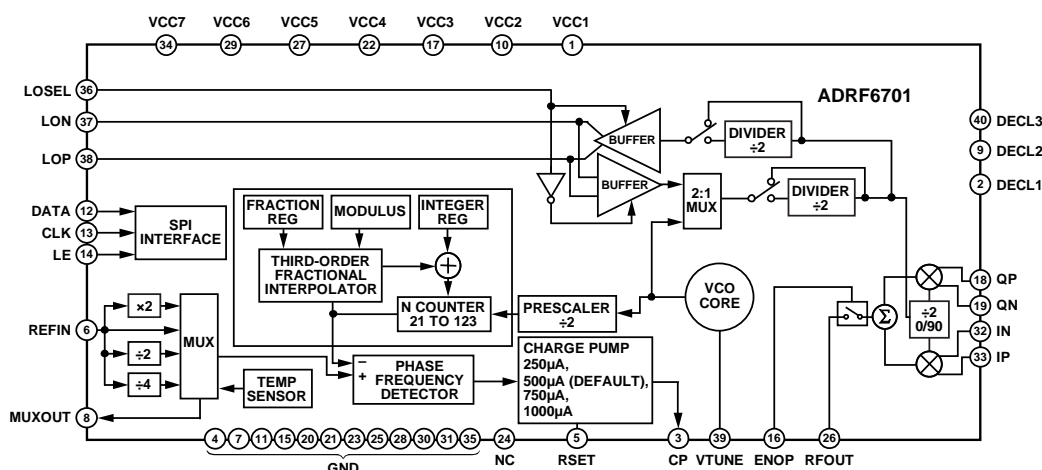 VCC7 VCC6 VCC5 VCC4 VCC3 VCC2 VCC1
34 29 27 22 17 10 1
LOSEL 36
ADRF6701
LON 37
40 DECL3
BUFFER
DIVIDER
÷2
9 DECL2
LOP 38
BUFFER
2:1
MUX
DIVIDER
÷2
2 DECL1
DATA 12
CLK 13
LE 14
SPI
INTERFACE
FRACTION
REG
MODULUS
INTEGER
REG
THIRD-ORDER
FRACTIONAL
INTERPOLATOR
+
N COUNTER
21 TO 123
PRESCALER
÷2
VCO
CORE
18 QP
19 QN
32 IN
33 IP
÷2
0/90
Σ
REFIN 6
×2
÷2
÷4
MUX
TEMP
SENSOR
−
+
PHASE
FREQUENCY
DETECTOR
CHARGE PUMP
250µA,
500µA (DEFAULT),
750µA,
1000µA
MUXOUT 8
4 7 11 15 20 21 23 25 28 30 31 35 24 5 3 39 16 26
GND NC RSET CP VTUNE ENOP RFOUT